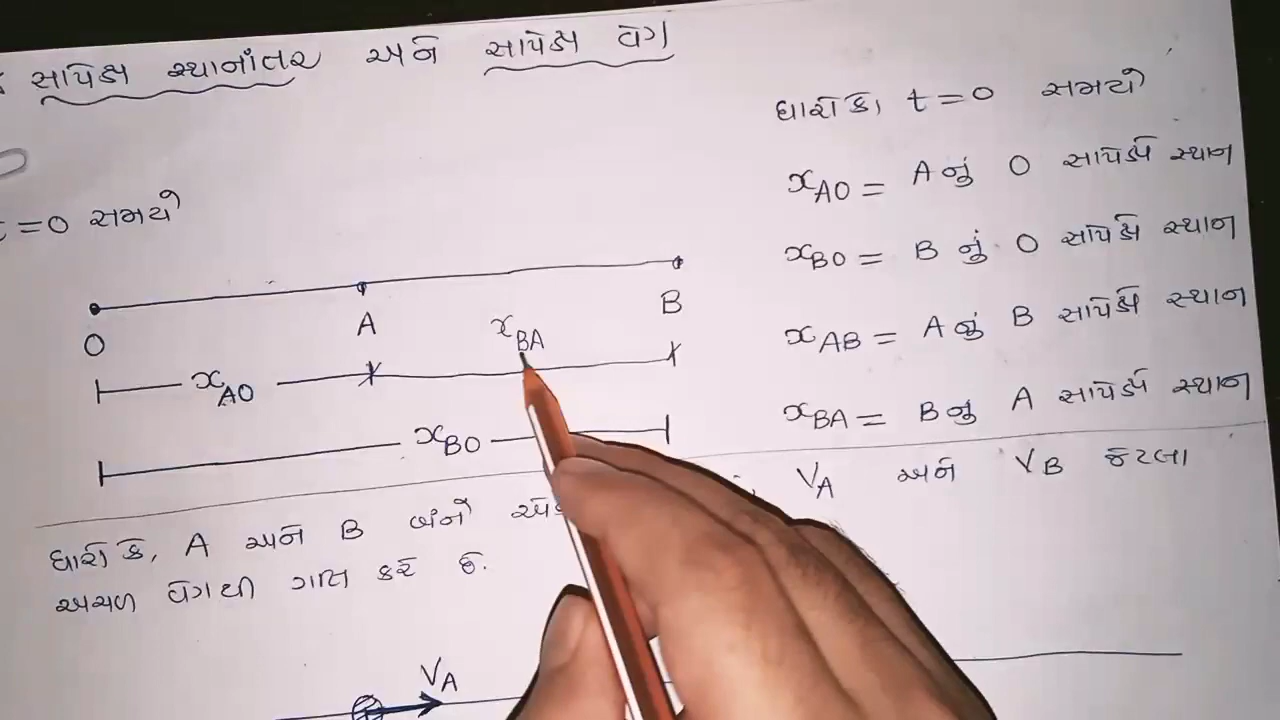 સાપેક્ષ સ્થાનાંતર અને સાપેક્ષ વેગ
t = 0 સમયે
O A B
x_AO x_BA
x_BO
ધારો કે, t = 0 સમયે
x_AO = A નું O સાપેક્ષે સ્થાન
x_BO = B નું O સાપેક્ષે સ્થાન
x_AB = A નું B સાપેક્ષે સ્થાન
x_BA = B નું A સાપેક્ષે સ્થાન
ધારો કે, A અને B બંને V_A અને V_B જેટલા
અચળ વેગથી ગતિ કરે છે.
V_A